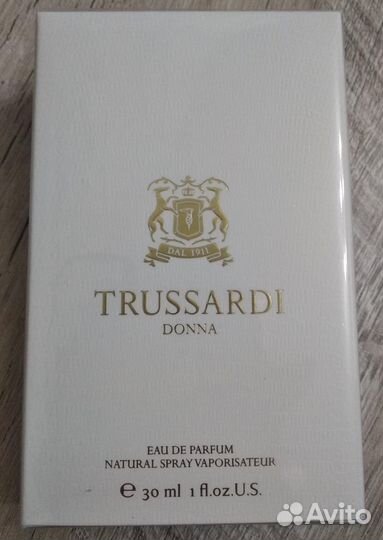 DAL 1911
TRUSSARDI
DONNA
EAU DE PARFUM
NATURAL SPRAY VAPORISATEUR
℮ 30 ml 1 fl.oz.U.S.
Avito